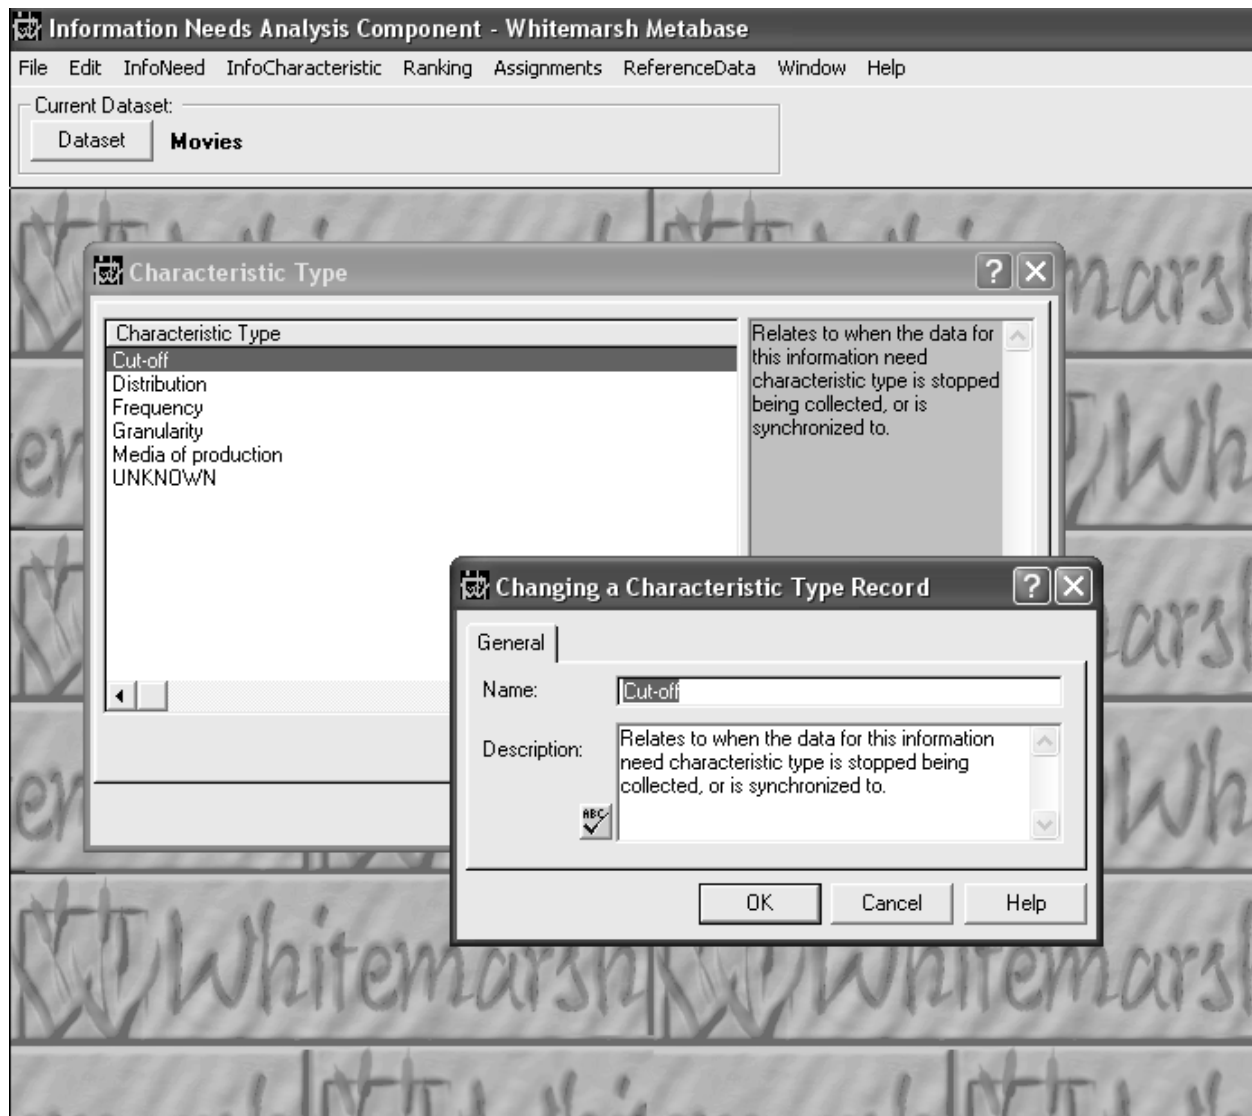 Information Needs Analysis Component - Whitemarsh Metabase
File Edit InfoNeed InfoCharacteristic Ranking Assignments ReferenceData Window Help
Current Dataset:
Dataset Movies
Characteristic Type
Characteristic Type
Cut-off
Distribution
Frequency
Granularity
Media of production
UNKNOWN
Relates to when the data for
this information need
characteristic type is stopped
being collected, or is
synchronized to.
Changing a Characteristic Type Record
General
Name: Cut-off
Description:
Relates to when the data for this information
need characteristic type is stopped being
collected, or is synchronized to.
ABC
OK Cancel Help
Whitemarsh Whitemarsh